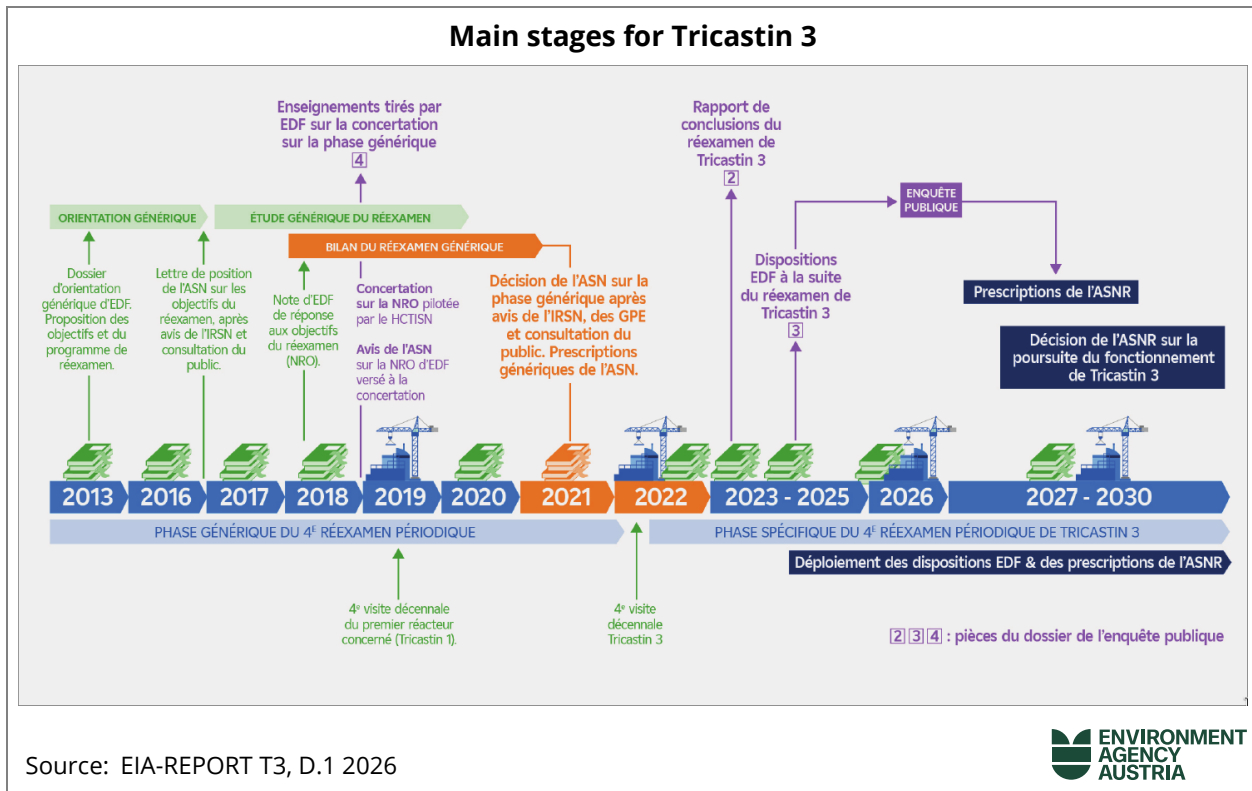 Main stages for Tricastin 3
Enseignements tirés par
EDF sur la concertation
sur la phase générique
4
Rapport de
conclusions du
réexamen de
Tricastin 3
2
ENQUÊTE
PUBLIQUE
ORIENTATION GÉNÉRIQUE
ÉTUDE GÉNÉRIQUE DU RÉEXAMEN
BILAN DU RÉEXAMEN GÉNÉRIQUE
Dossier
d'orientation
générique d'EDF.
Proposition des
objectifs et du
programme de
réexamen.
Lettre de position
de l'ASN sur les
objectifs du
réexamen, après
avis de l'IRSN et
consultation du
public.
Note d'EDF
de réponse
aux objectifs
du réexamen
(NRO).
Concertation
sur la NRO pilotée
par le HCTISN
Avis de l'ASN
sur la NRO d'EDF
versé à la
concertation
Décision de l'ASN sur la
phase générique après
avis de l'IRSN, des GPE
et consultation du
public. Prescriptions
génériques de l'ASN.
Dispositions
EDF à la suite
du réexamen de
Tricastin 3
3
Prescriptions de l'ASNR
Décision de l'ASNR sur la
poursuite du fonctionnement
de Tricastin 3
2013 2016 2017 2018 2019 2020 2021 2022 2023 - 2025 2026 2027 - 2030
PHASE GÉNÉRIQUE DU 4E RÉEXAMEN PÉRIODIQUE
PHASE SPÉCIFIQUE DU 4E RÉEXAMEN PÉRIODIQUE DE TRICASTIN 3
Déploiement des dispositions EDF & des prescriptions de l'ASNR
4e visite décennale
du premier réacteur
concerné (Tricastin 1).
4e visite
décennale
Tricastin 3
2 3 4 : pièces du dossier de l'enquête publique
Source: EIA-REPORT T3, D.1 2026
ENVIRONMENT
AGENCY
AUSTRIA